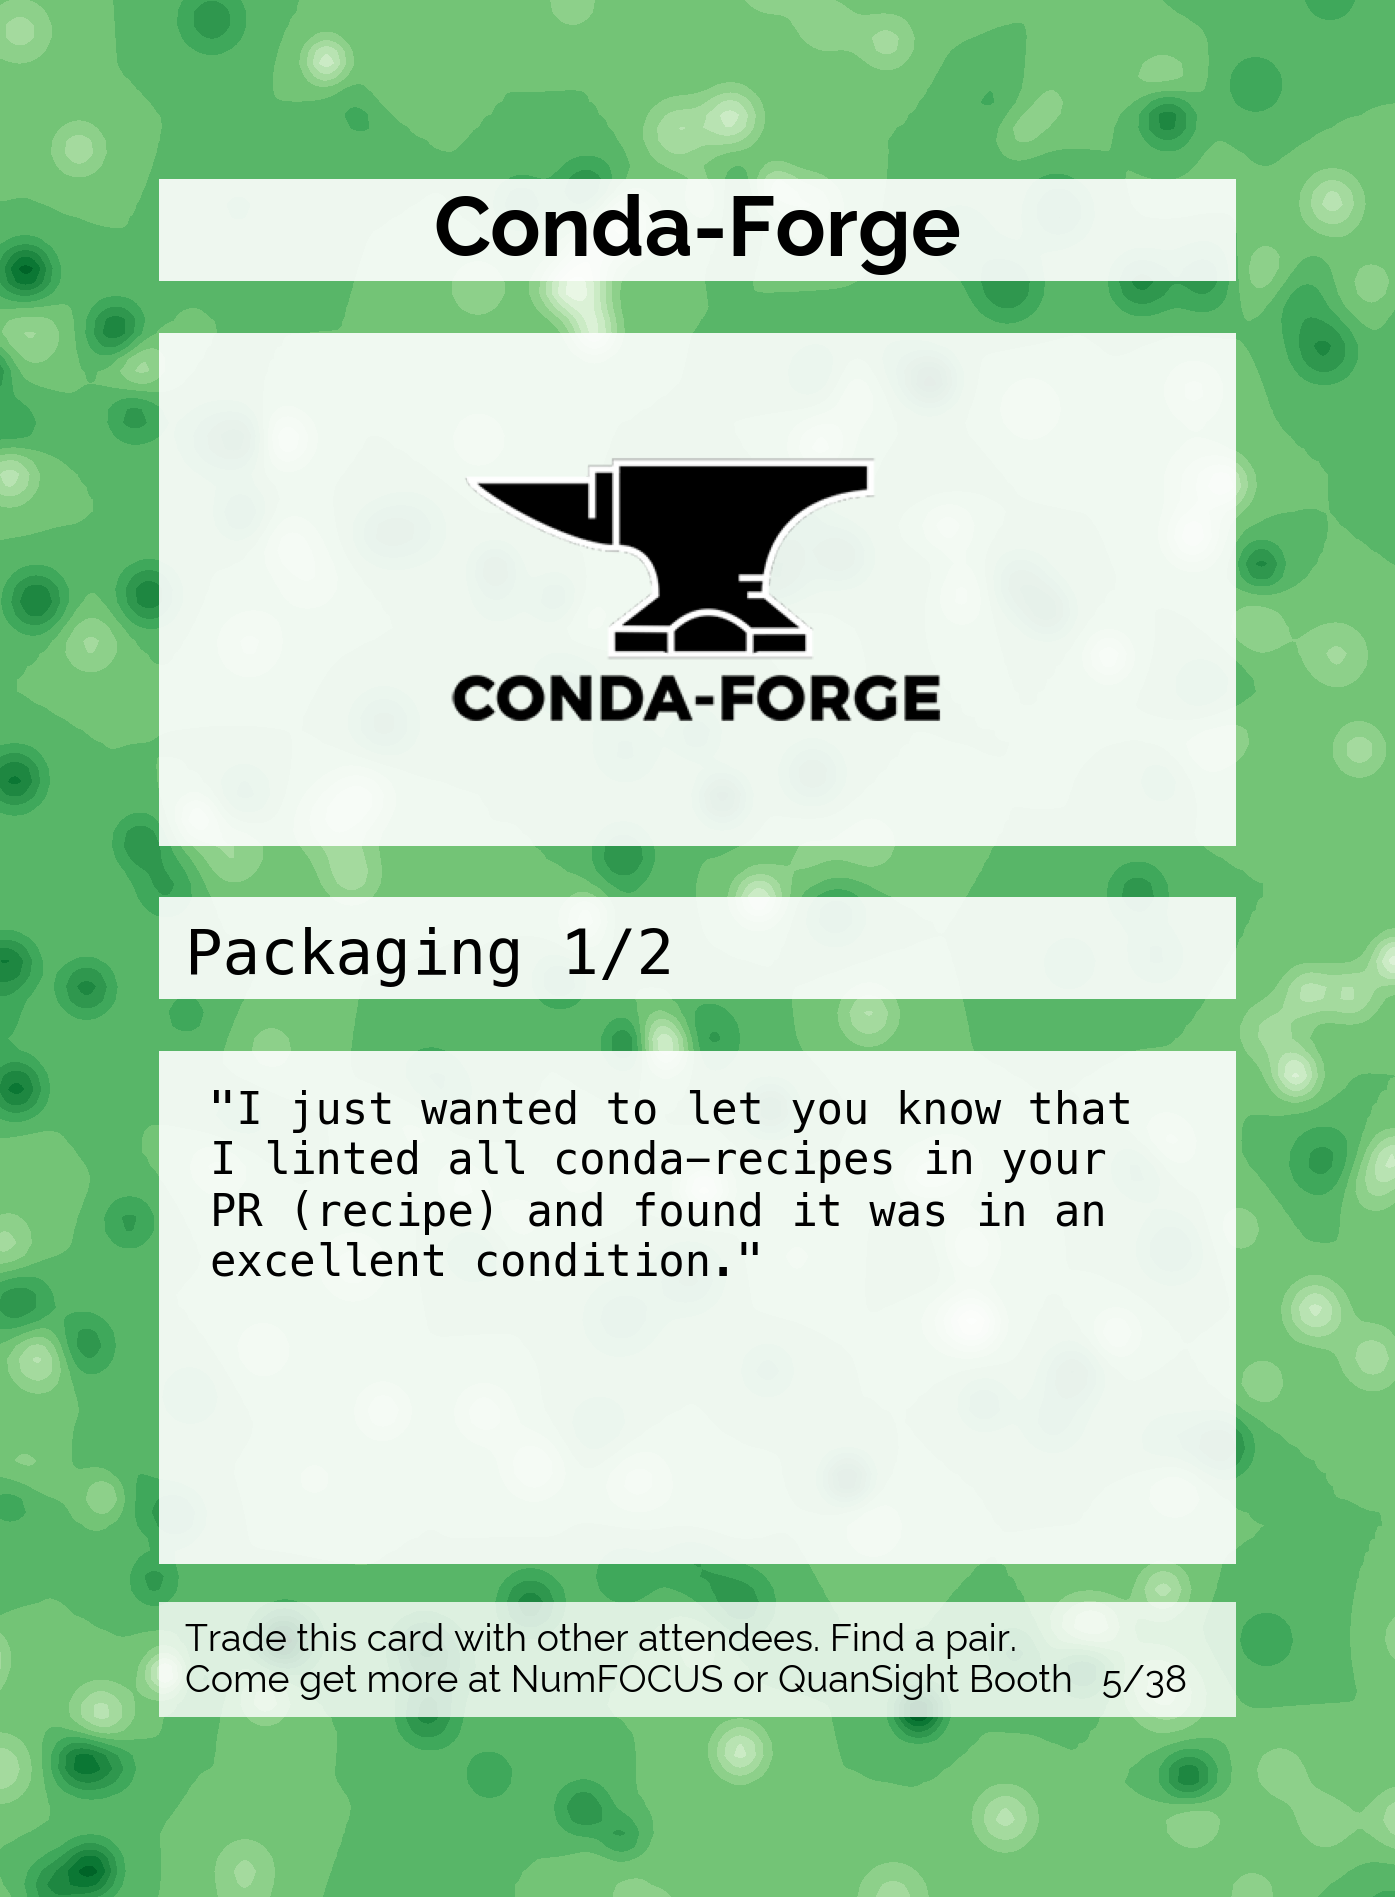 Conda-Forge
CONDA-FORGE
Packaging 1/2
"I just wanted to let you know that
I linted all conda-recipes in your
PR (recipe) and found it was in an
excellent condition."
Trade this card with other attendees. Find a pair.
Come get more at NumFOCUS or QuanSight Booth 5/38